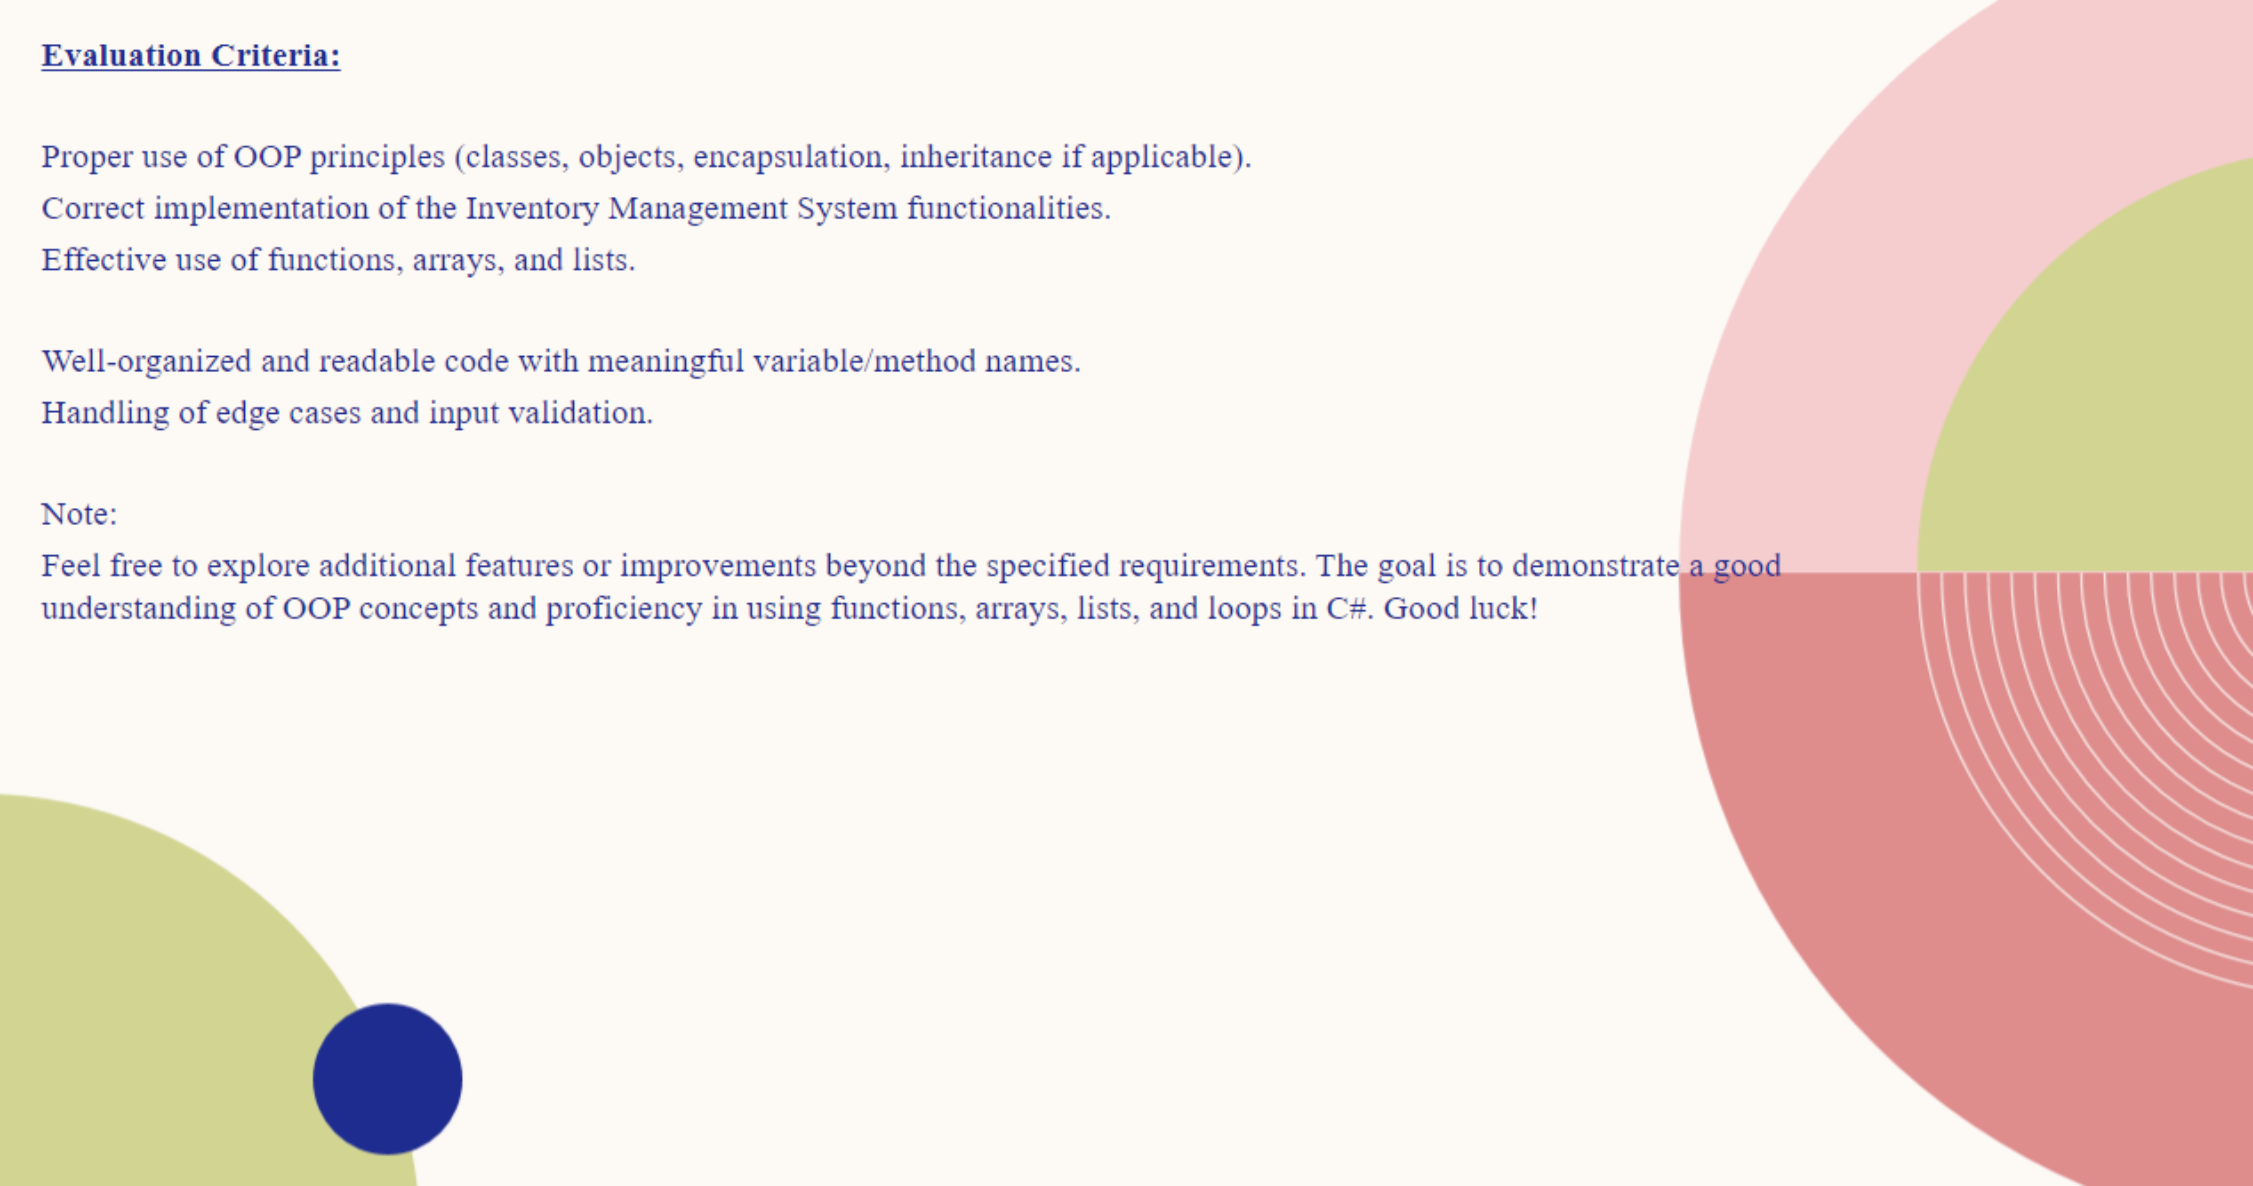 Evaluation Criteria:
Proper use of OOP principles (classes, objects, encapsulation, inheritance if applicable).
Correct implementation of the Inventory Management System functionalities.
Effective use of functions, arrays, and lists.
Well-organized and readable code with meaningful variable/method names.
Handling of edge cases and input validation.
Note:
Feel free to explore additional features or improvements beyond the specified requirements. The goal is to demonstrate a good
understanding of OOP concepts and proficiency in using functions, arrays, lists, and loops in C#. Good luck!